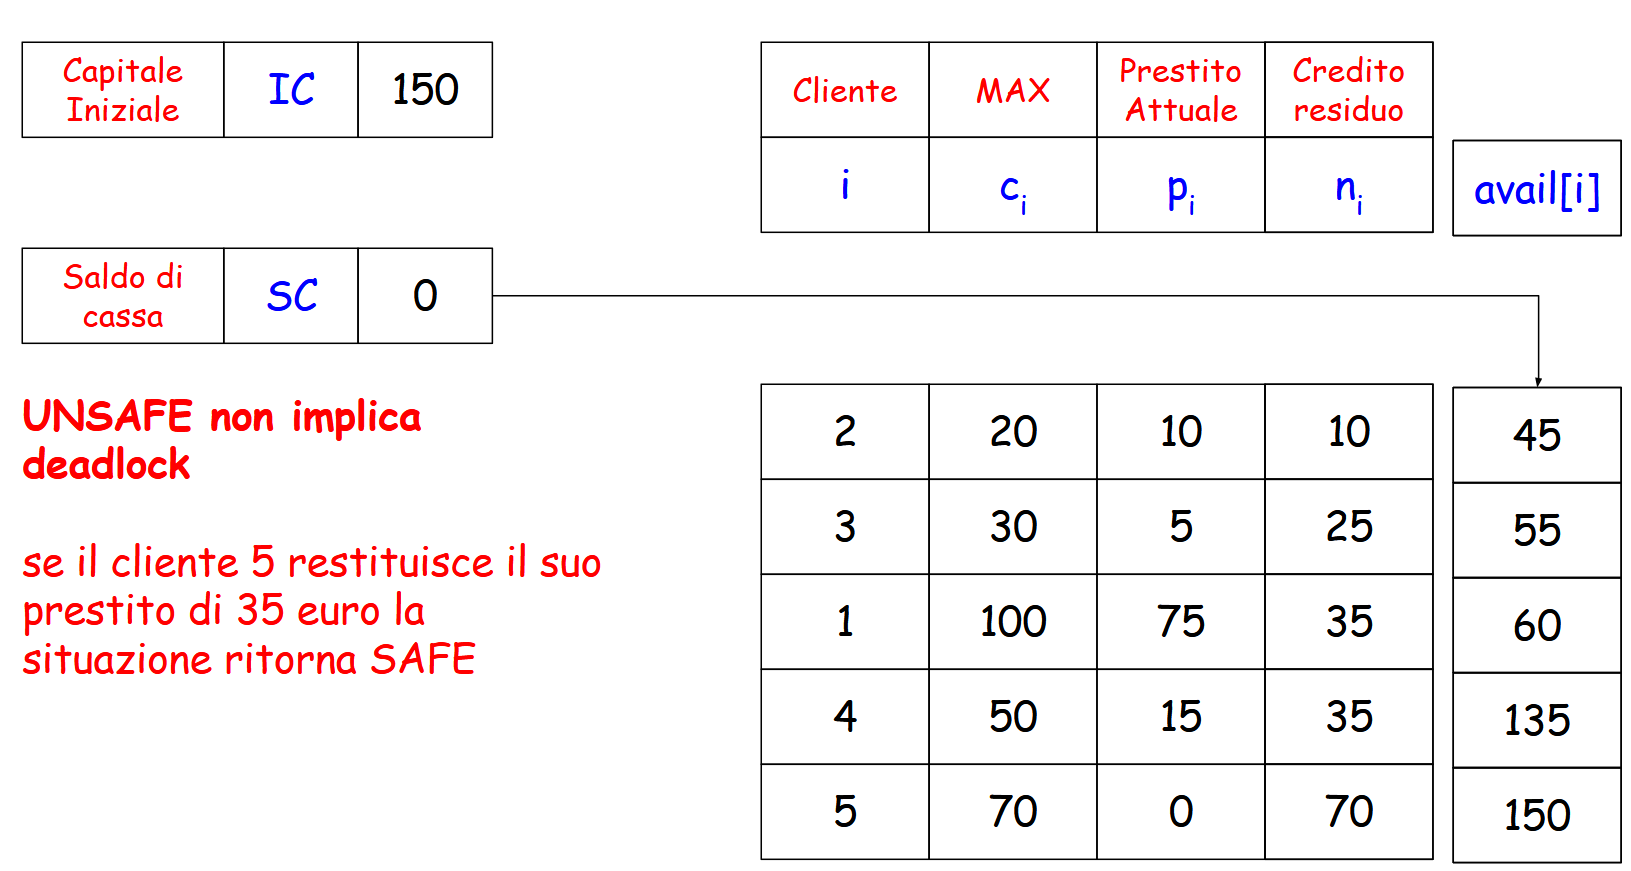 Capitale Iniziale IC 150
Cliente MAX Prestito Attuale Credito residuo
i ci pi ni avail[i]
Saldo di cassa SC 0
UNSAFE non implica
deadlock
se il cliente 5 restituisce il suo
prestito di 35 euro la
situazione ritorna SAFE
2 20 10 10 45
3 30 5 25 55
1 100 75 35 60
4 50 15 35 135
5 70 0 70 150